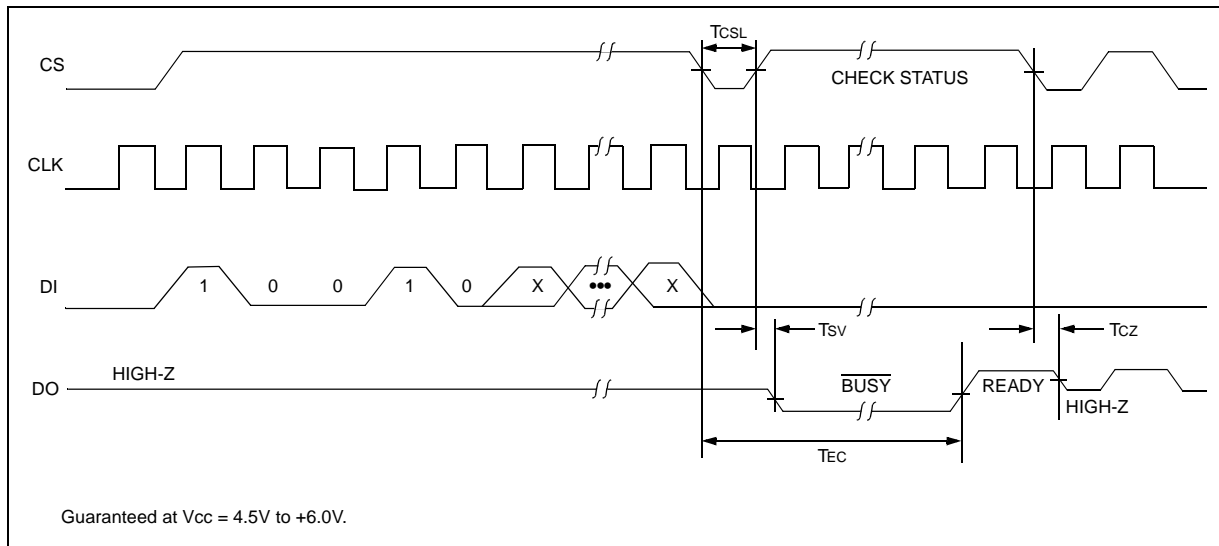 TCSL
CS
CHECK STATUS
CLK
DI
1 0 0 1 0 X ••• X
TSV
TCZ
HIGH-Z
DO
BUSY
READY
HIGH-Z
TEC
Guaranteed at Vcc = 4.5V to +6.0V.